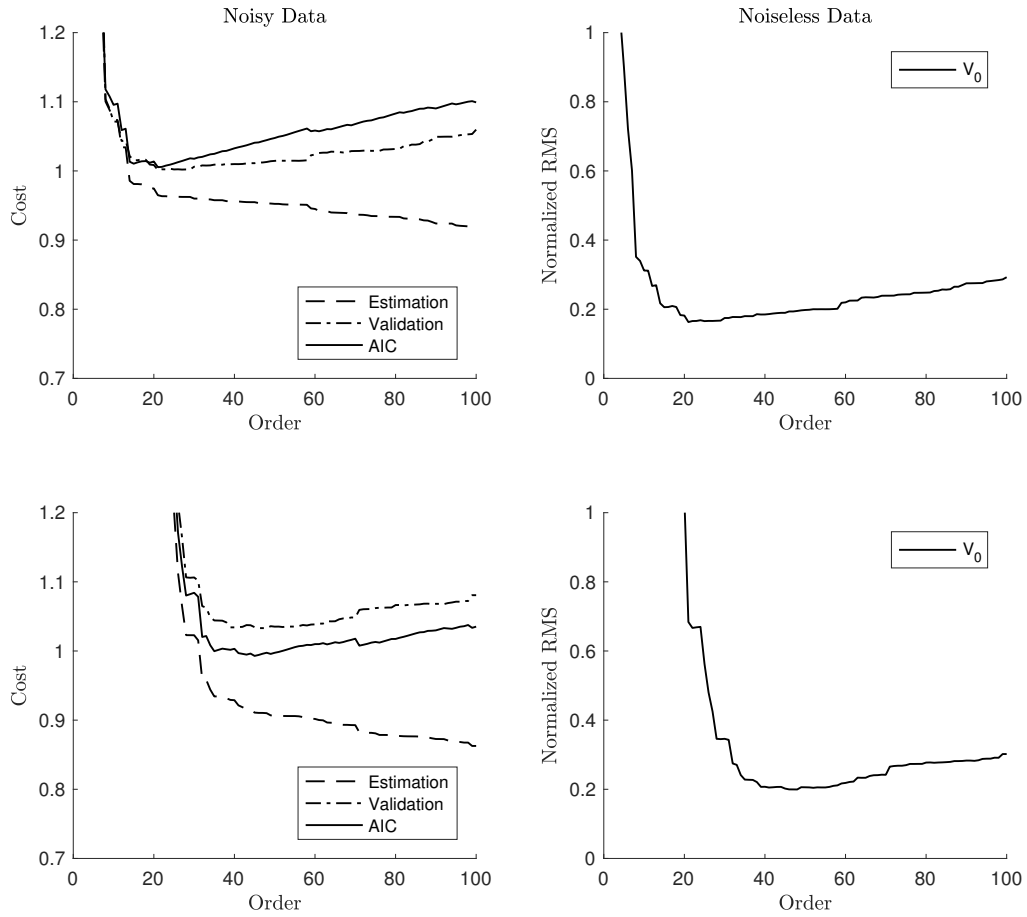 Noisy Data
1.2
1.1
1
0.9
0.8
0.7
Cost
Estimation
Validation
AIC
0 20 40 60 80 100
Order
Noiseless Data
1
0.8
0.6
0.4
0.2
0
Normalized RMS
V0
0 20 40 60 80 100
Order
1.2
1.1
1
0.9
0.8
0.7
Cost
Estimation
Validation
AIC
0 20 40 60 80 100
Order
1
0.8
0.6
0.4
0.2
0
Normalized RMS
V0
0 20 40 60 80 100
Order